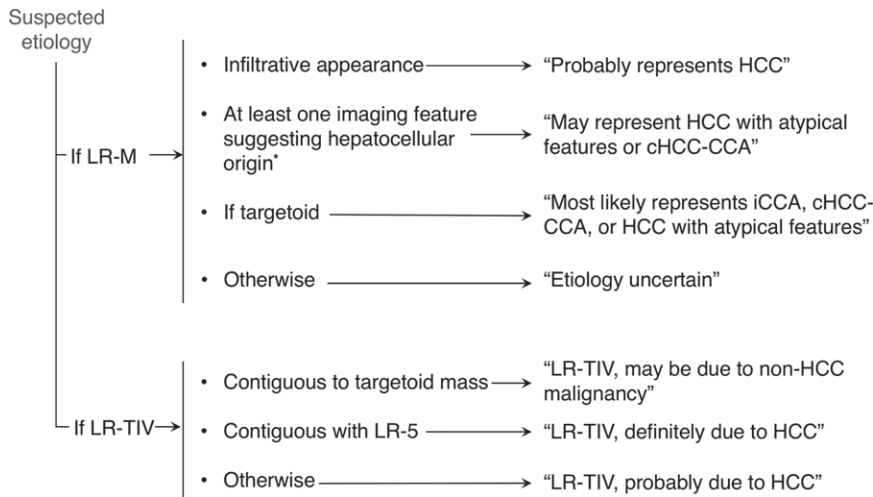 Suspected
etiology
If LR-M
• Infiltrative appearance
“Probably represents HCC”
• At least one imaging feature
suggesting hepatocellular
origin*
“May represent HCC with atypical
features or cHCC-CCA”
• If targetoid
“Most likely represents iCCA, cHCC-
CCA, or HCC with atypical features”
• Otherwise
“Etiology uncertain”
If LR-TIV
• Contiguous to targetoid mass
“LR-TIV, may be due to non-HCC
malignancy”
• Contiguous with LR-5
“LR-TIV, definitely due to HCC”
• Otherwise
“LR-TIV, probably due to HCC”